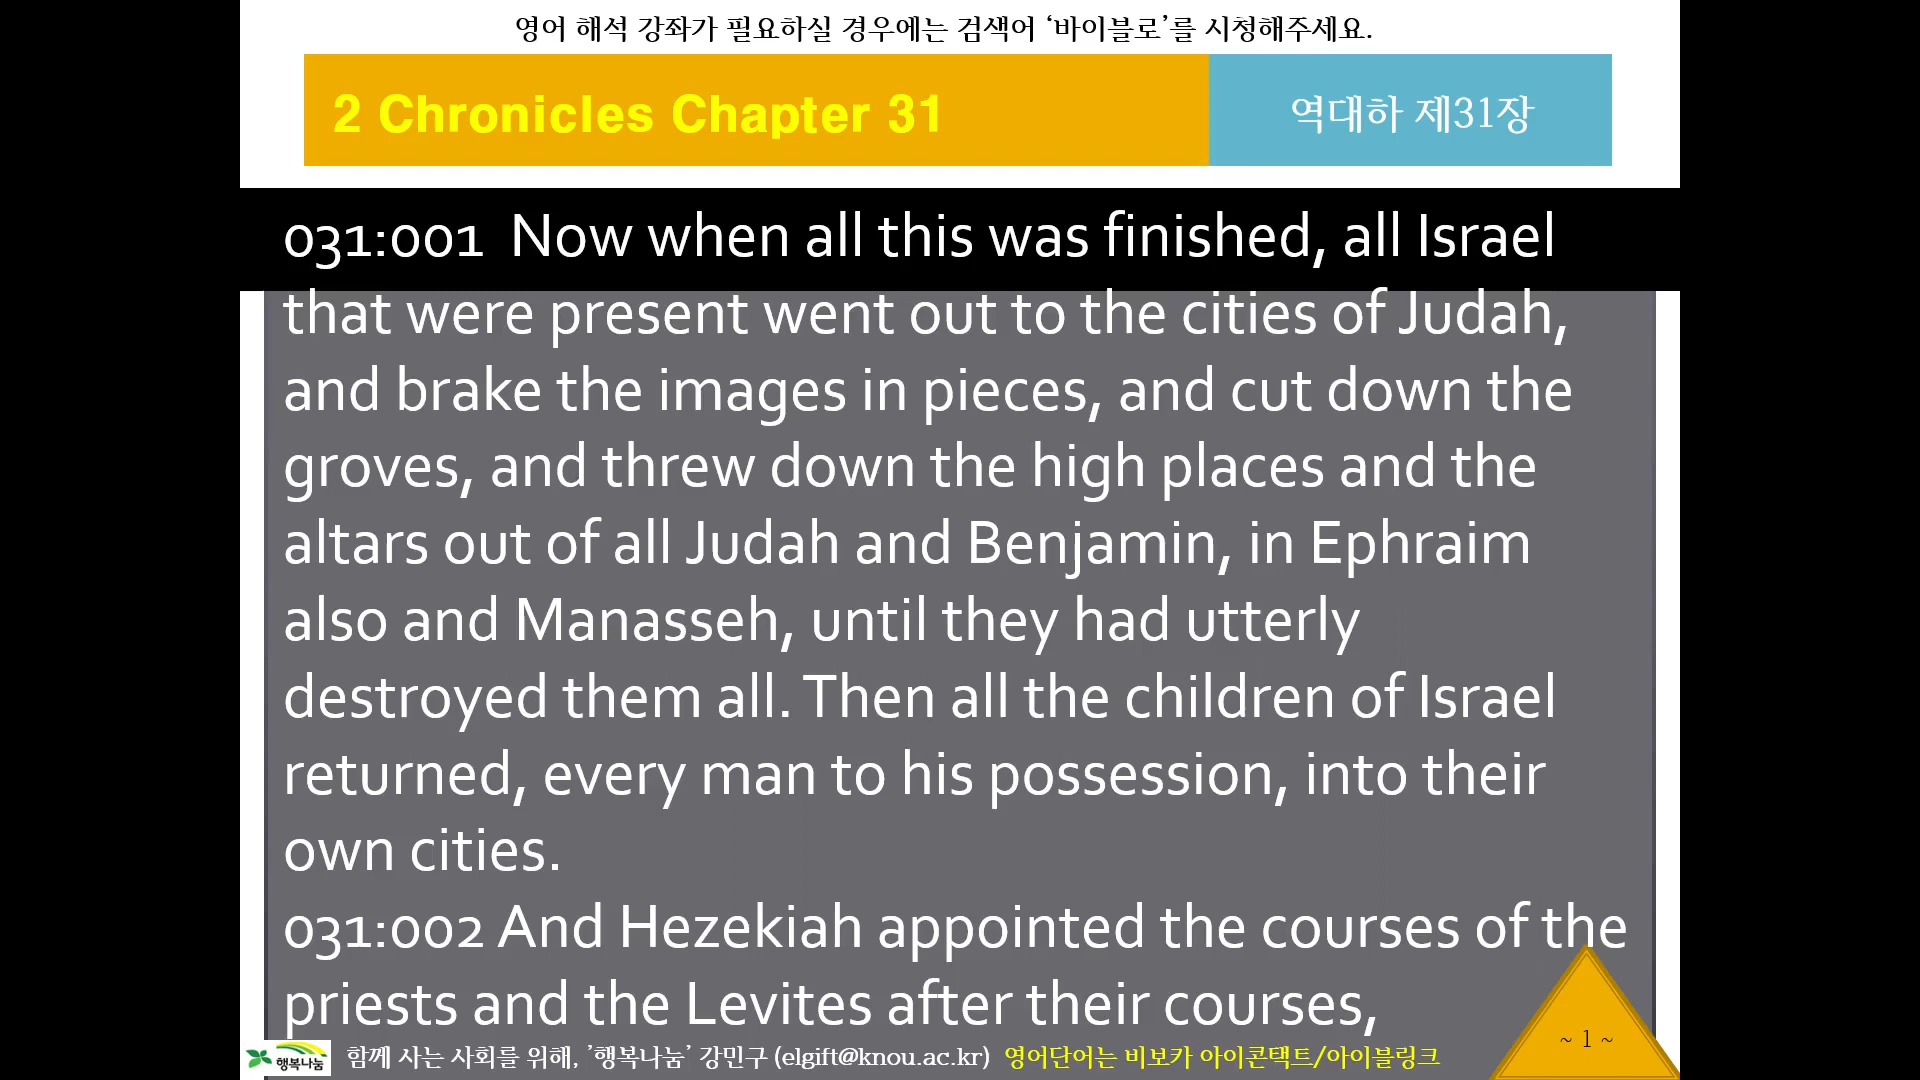 영어 해석 강좌가 필요하실 경우에는 검색어 ‘바이블로’를 시청해주세요.
2 Chronicles Chapter 31
역대하 제31장
031:001 Now when all this was finished, all Israel
that were present went out to the cities of Judah,
and brake the images in pieces, and cut down the
groves, and threw down the high places and the
altars out of all Judah and Benjamin, in Ephraim
also and Manasseh, until they had utterly
destroyed them all. Then all the children of Israel
returned, every man to his possession, into their
own cities.
031:002 And Hezekiah appointed the courses of the
priests and the Levites after their courses,
~ 1 ~
행복나눔
함께 사는 사회를 위해, ’행복나눔’ 강민구 (elgift@knou.ac.kr) 영어단어는 비보카 아이콘택트/아이블링크